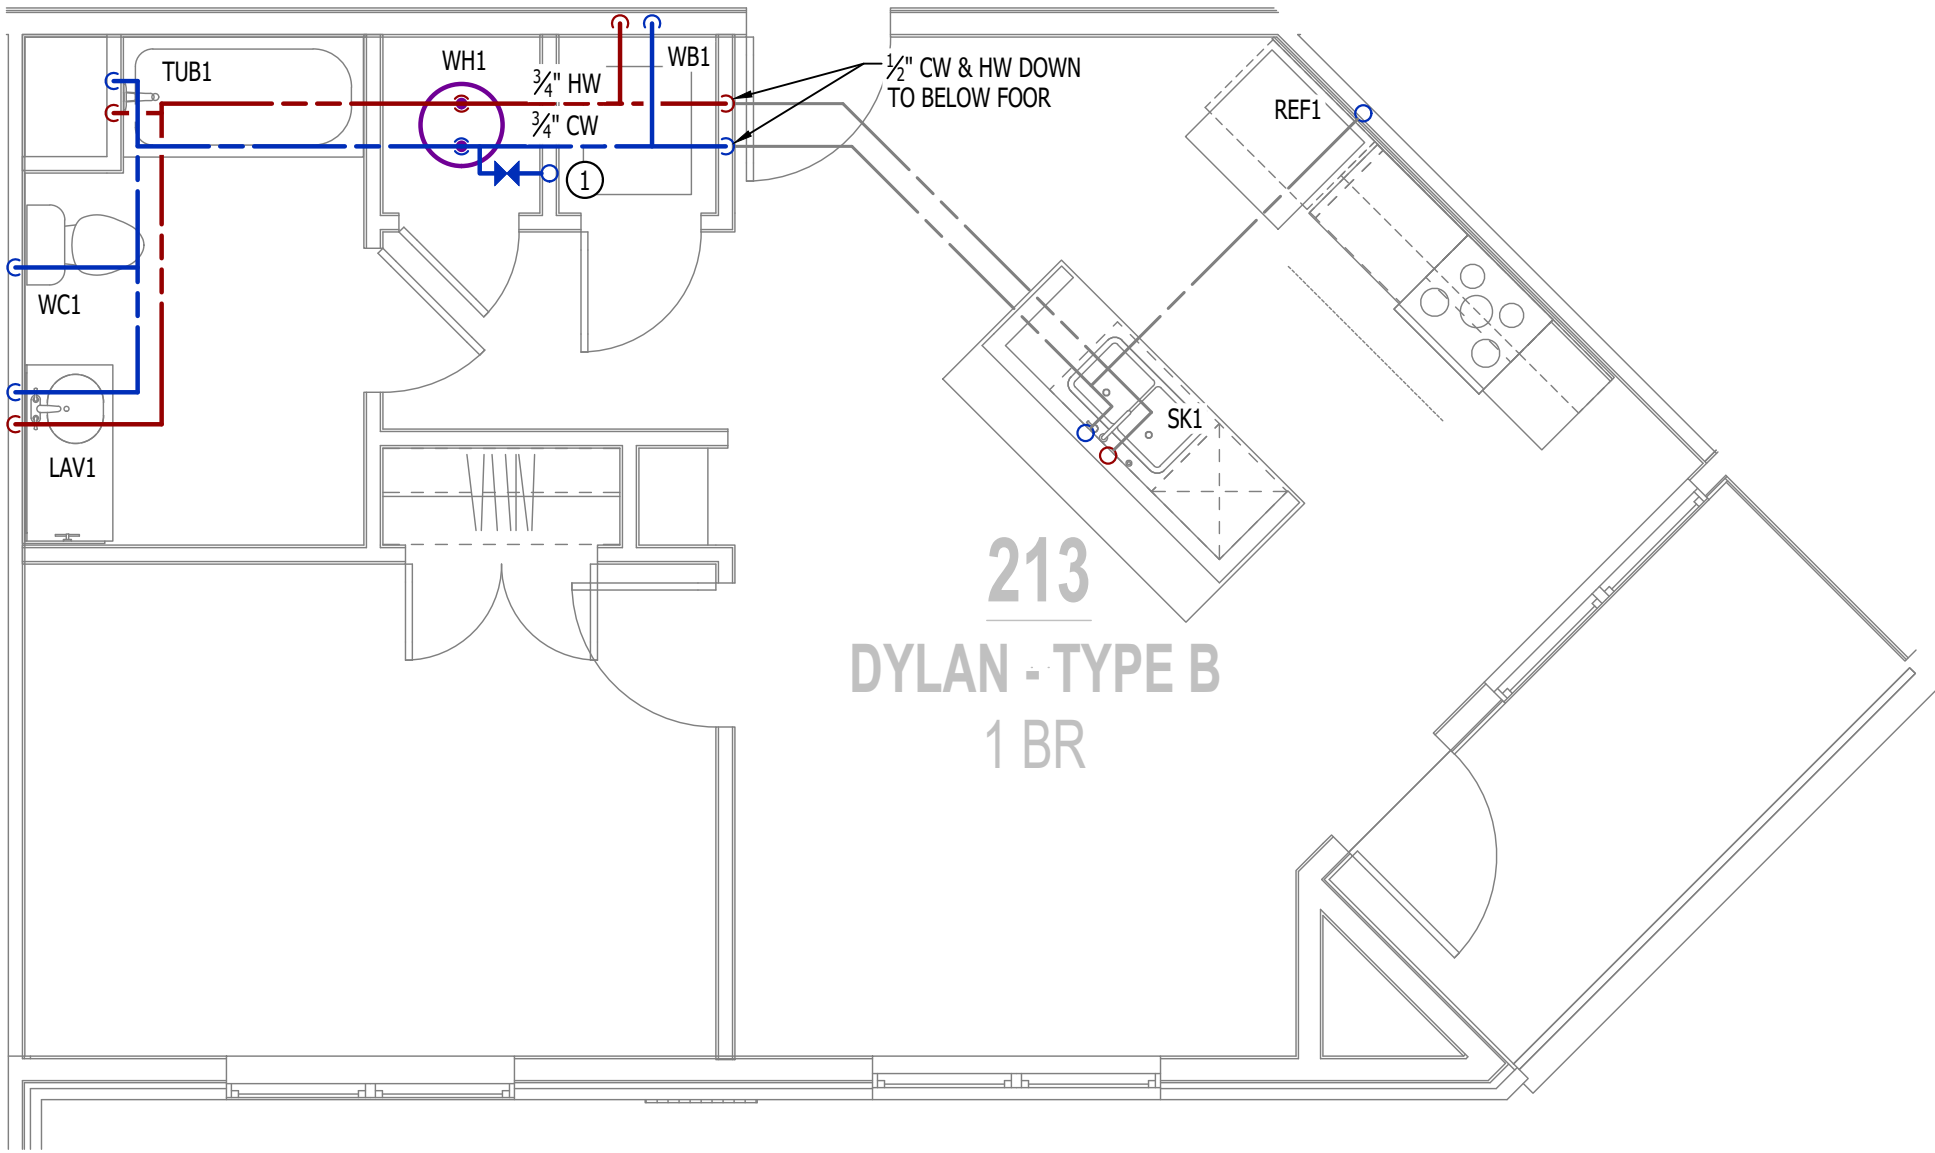 TUB1
WH1
WB1
¾" HW
¾" CW
½" CW & HW DOWN
TO BELOW FOOR
REF1
1
WC1
LAV1
SK1
213
DYLAN - TYPE B
1 BR